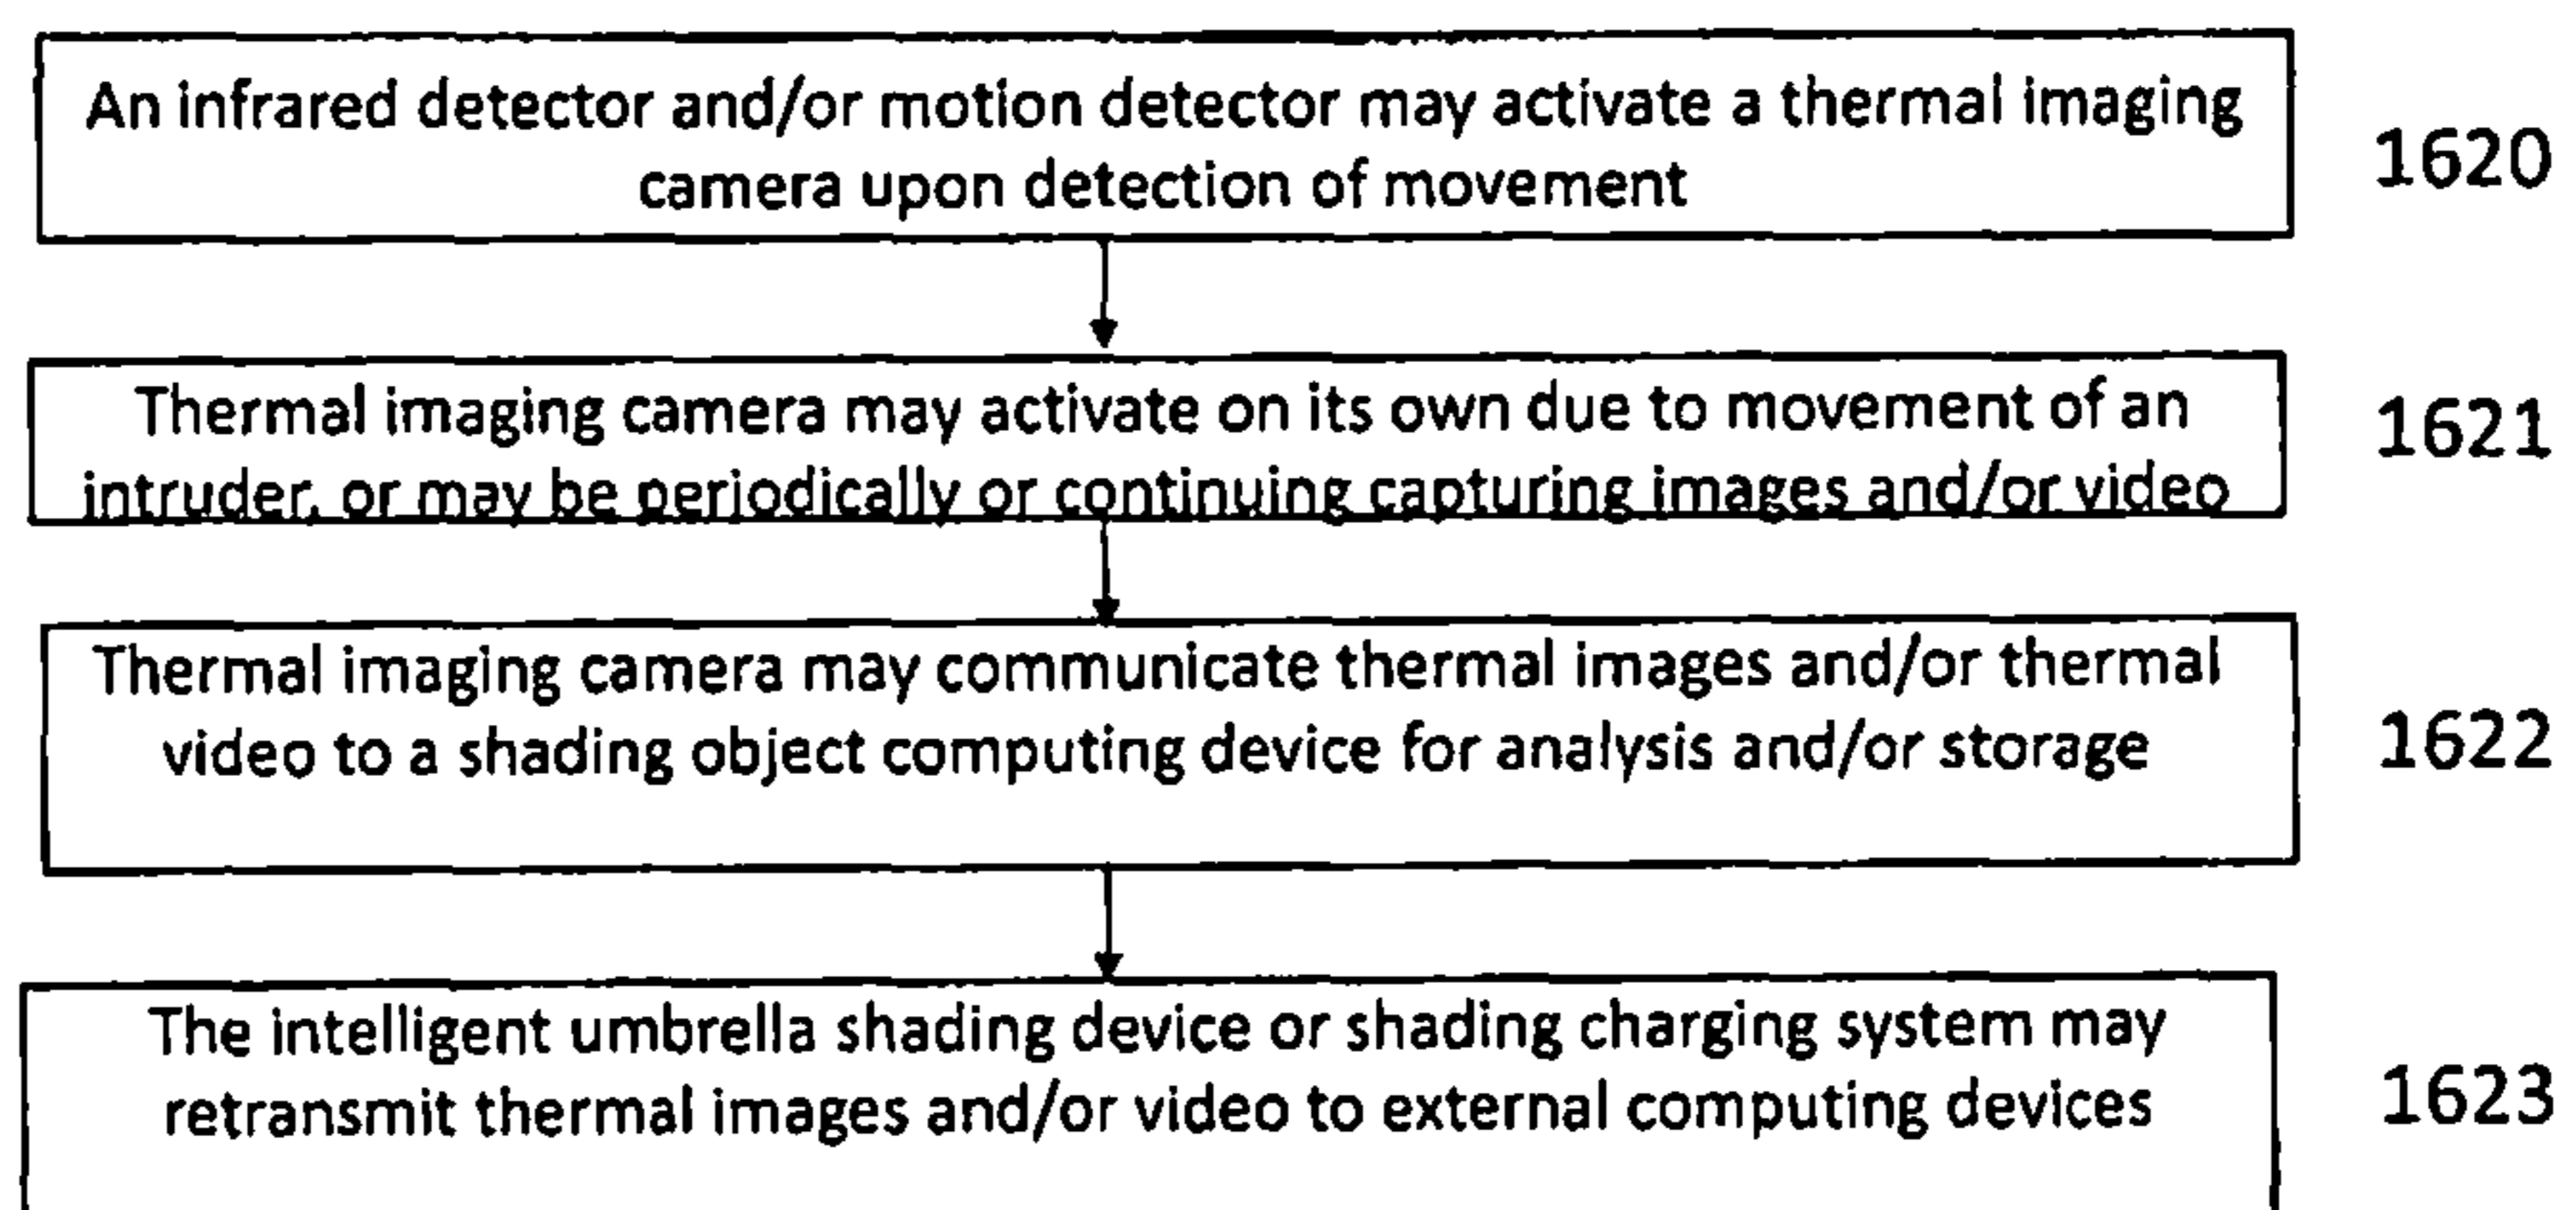 An infrared detector and/or motion detector may activate a thermal imaging
camera upon detection of movement
1620
Thermal imaging camera may activate on its own due to movement of an
intruder, or may be periodically or continuing capturing images and/or video
1621
Thermal imaging camera may communicate thermal images and/or thermal
video to a shading object computing device for analysis and/or storage
1622
The intelligent umbrella shading device or shading charging system may
retransmit thermal images and/or video to external computing devices
1623